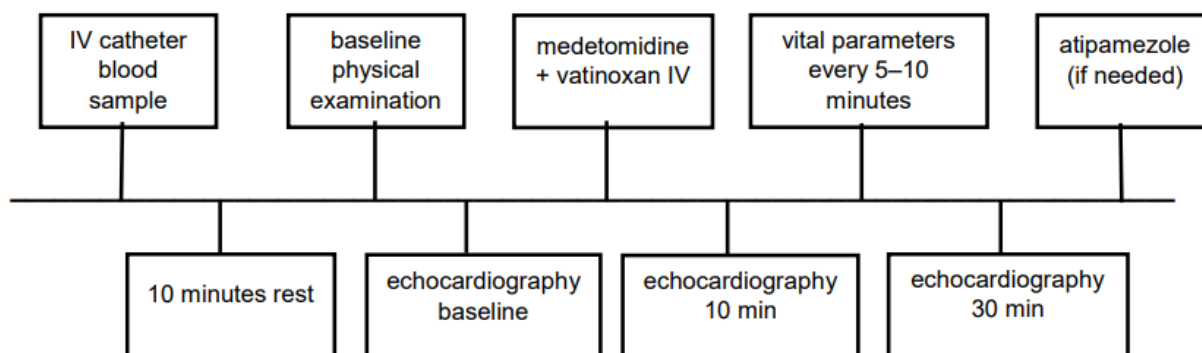 IV catheter
blood
sample
baseline
physical
examination
medetomidine
+ vatinoxan IV
vital parameters
every 5–10
minutes
atipamezole
(if needed)
10 minutes rest
echocardiography
baseline
echocardiography
10 min
echocardiography
30 min